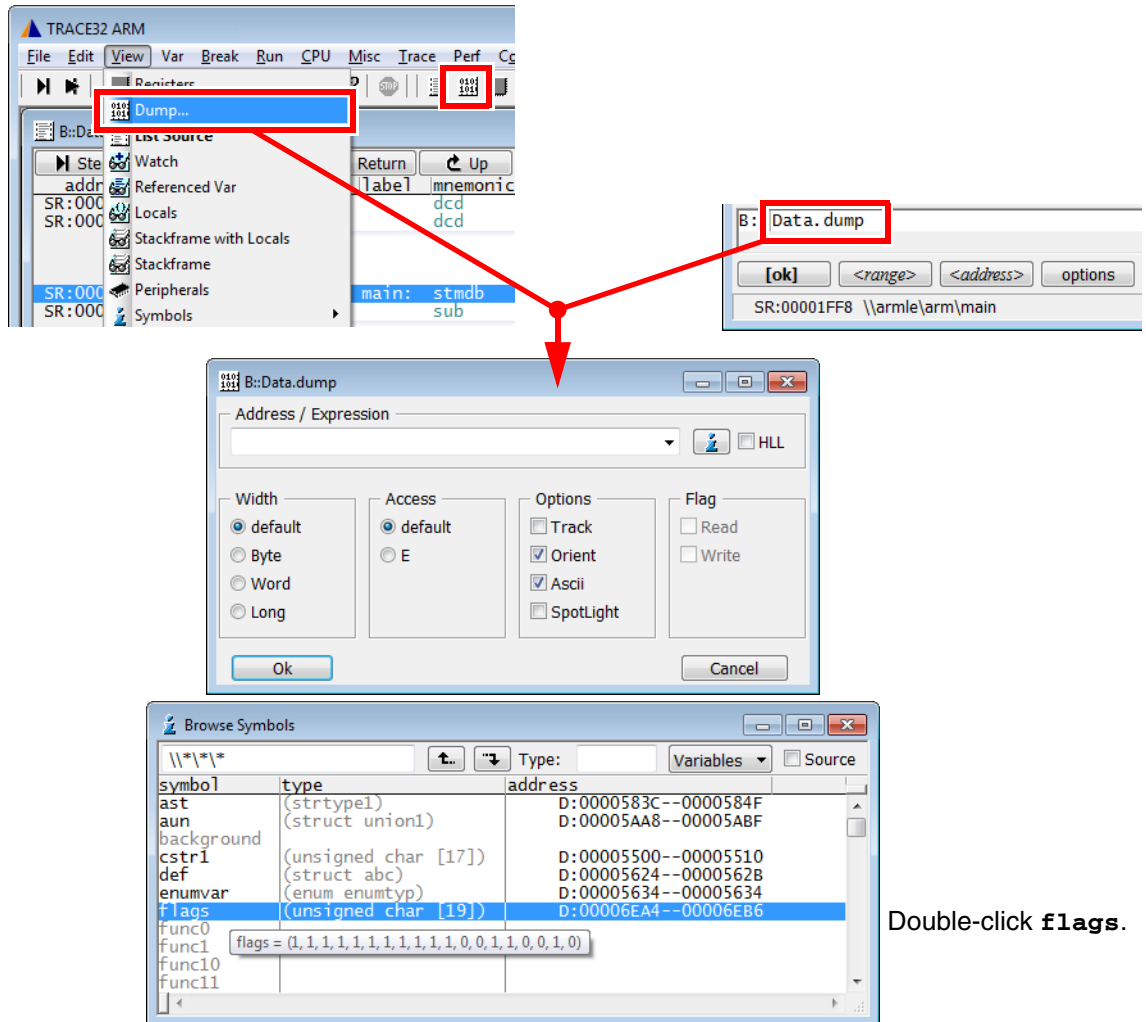 TRACE32 ARM
File Edit View Var Break Run CPU Misc Trace Perf
Registers
Dump...
B::Da
List Source
Ste
Watch
Return
Up
addr
Referenced Var
label
mnemonic
SR:000
dcd
SR:000
Locals
dcd
Stackframe with Locals
Stackframe
SR:000
Peripherals
main:
stmdb
SR:000
Symbols
sub
B: Data.dump
[ok] <range> <address> options
SR:00001FF8 \\armle\arm\main
B::Data.dump
Address / Expression
HLL
Width Access Options Flag
default default Track Read
Byte E Orient Write
Word Ascii
Long SpotLight
Ok Cancel
Browse Symbols
\\*\*\* Type: Variables Source
symbol type address
ast (strtype1) D:0000583C--0000584F
aun (struct union1) D:00005AA8--00005ABF
background
cstr1 (unsigned char [17]) D:00005500--00005510
def (struct abc) D:00005624--0000562B
enumvar (enum enumtyp) D:00005634--00005634
flags (unsigned char [19]) D:00006EA4--00006EB6
func0
func1 flags = (1, 1, 1, 1, 1, 1, 1, 1, 1, 1, 1, 0, 0, 1, 1, 0, 0, 1, 0)
func10
func11
Double-click flags.